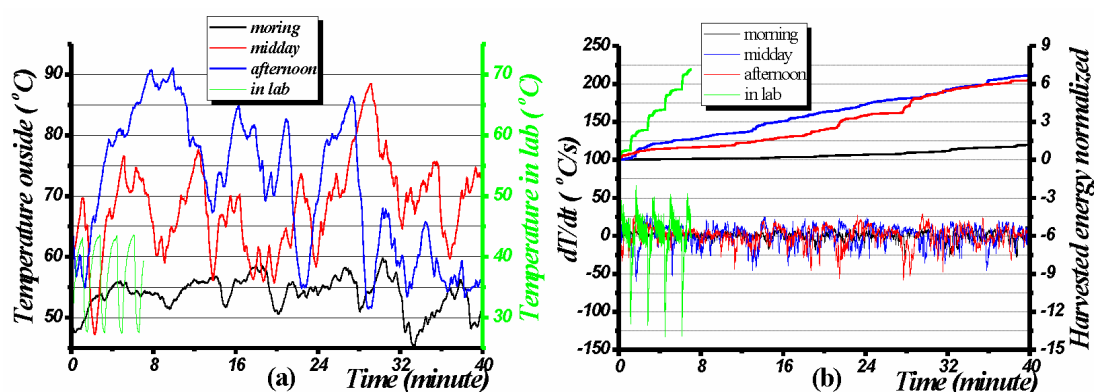 moring
midday
afternoon
in lab
Temperature ouside ( °C)
90
80
70
60
50
0 8 16 24 32 40
Time (minute)
(a)
70
60
50
40
30
Temperature in lab ( °C)
morning
midday
afternoon
in lab
dT/dt ( °C/s)
250
200
150
100
50
0
-50
-100
-150
0 8 16 24 32 40
Time (minute)
(b)
9
6
3
0
-3
-6
-9
-12
-15
Harvested energy normalized